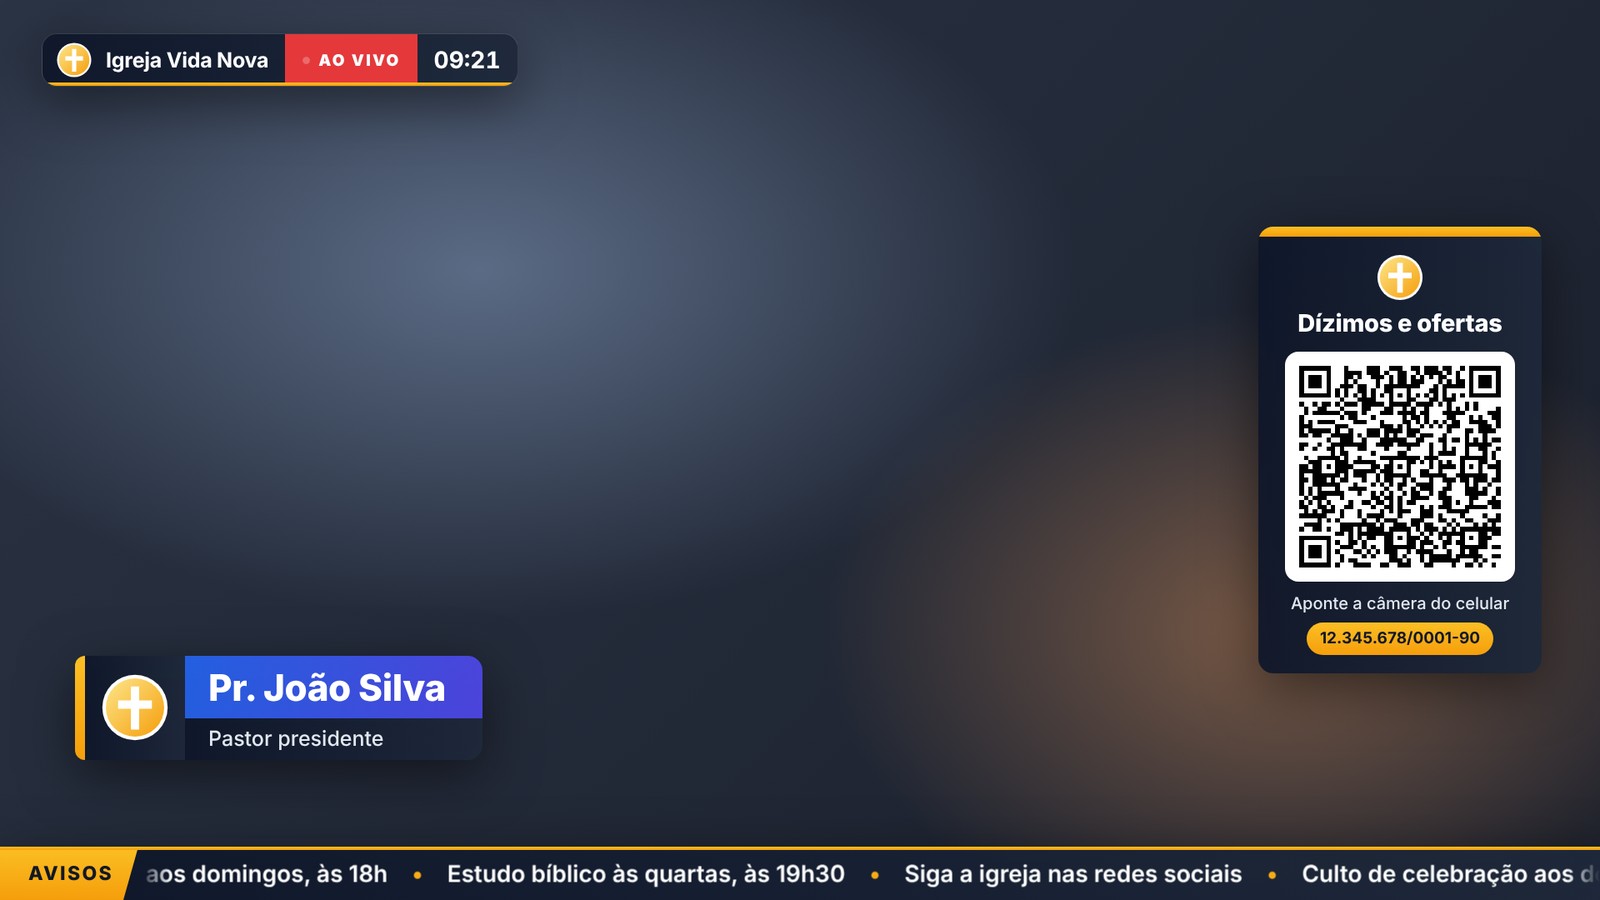 Igreja Vida Nova
AO VIVO
09:21
Dízimos e ofertas
Aponte a câmera do celular
12.345.678/0001-90
Pr. João Silva
Pastor presidente
AVISOS
aos domingos, às 18h • Estudo bíblico às quartas, às 19h30 • Siga a igreja nas redes sociais • Culto de celebração aos